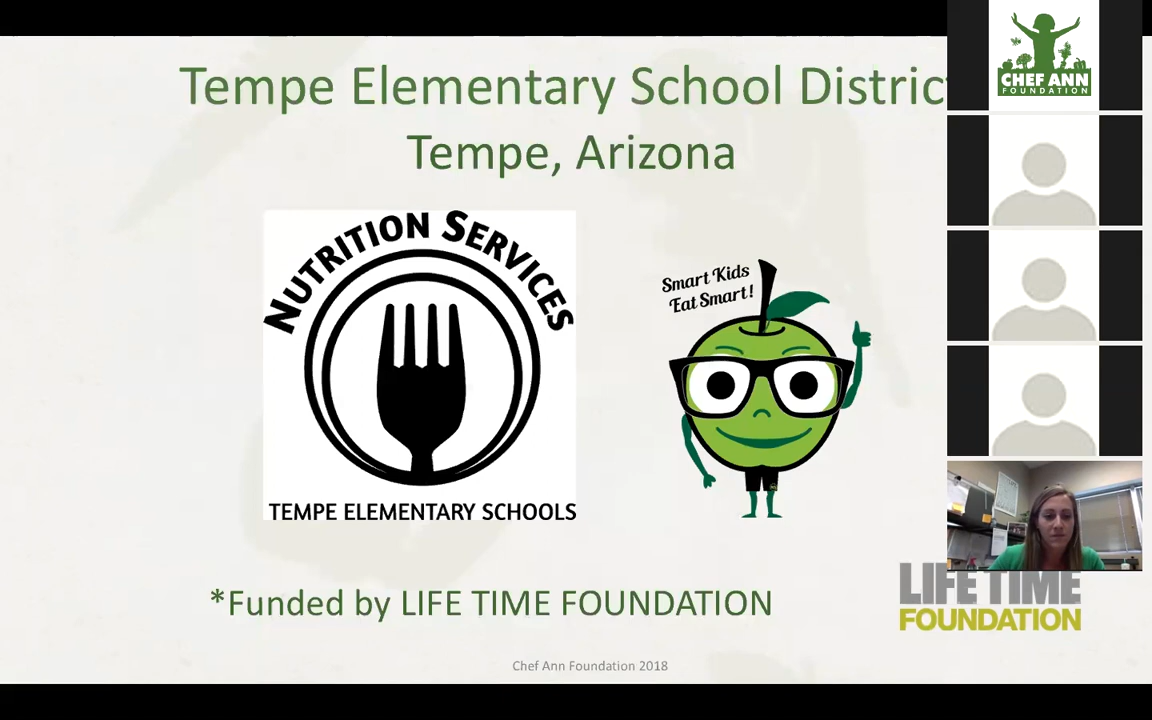 Tempe Elementary School Distric
Tempe, Arizona
CHEF ANN
FOUNDATION
NUTRITION SERVICES
TEMPE ELEMENTARY SCHOOLS
Smart Kids
Eat Smart!
*Funded by LIFE TIME FOUNDATION
LIFE TIME
FOUNDATION
Chef Ann Foundation 2018